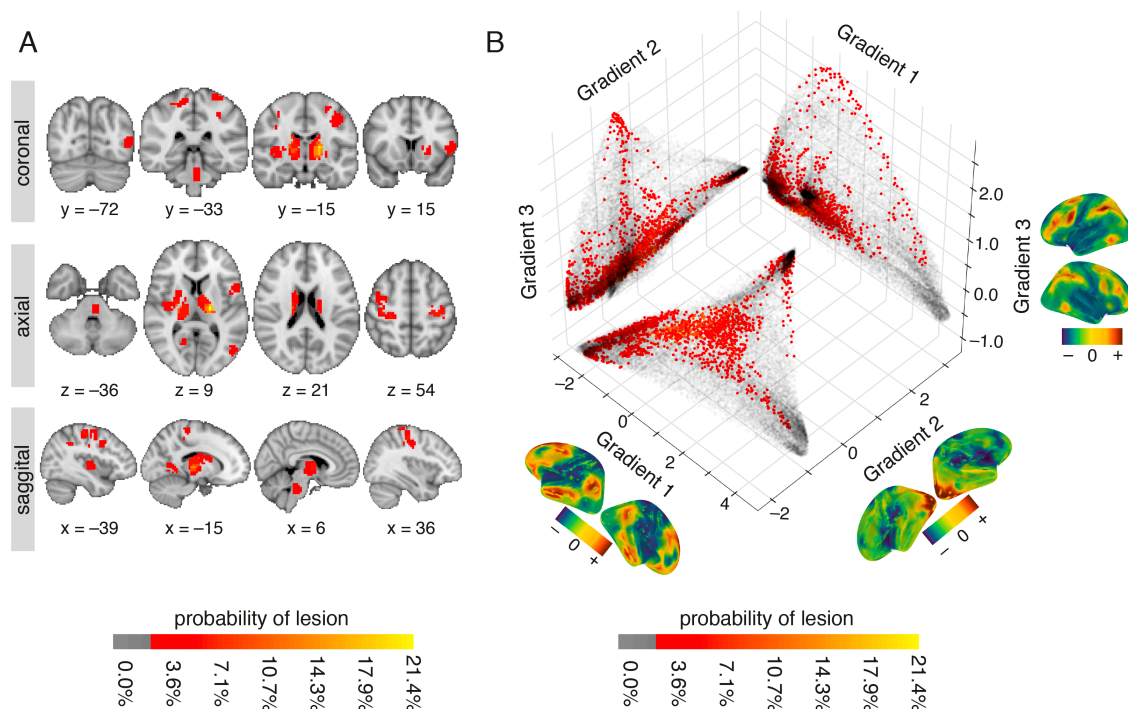 A
coronal
y = −72
y = −33
y = −15
y = 15
axial
z = −36
z = 9
z = 21
z = 54
saggital
x = −39
x = −15
x = 6
x = 36
probability of lesion
0.0%
3.6%
7.1%
10.7%
14.3%
17.9%
21.4%
B
Gradient 2
Gradient 1
Gradient 3
2.0
1.0
0.0
−1.0
Gradient 3
− 0 +
−2
0
2
4
Gradient 1
− 0 +
−2
0
2
Gradient 2
− 0 +
probability of lesion
0.0%
3.6%
7.1%
10.7%
14.3%
17.9%
21.4%